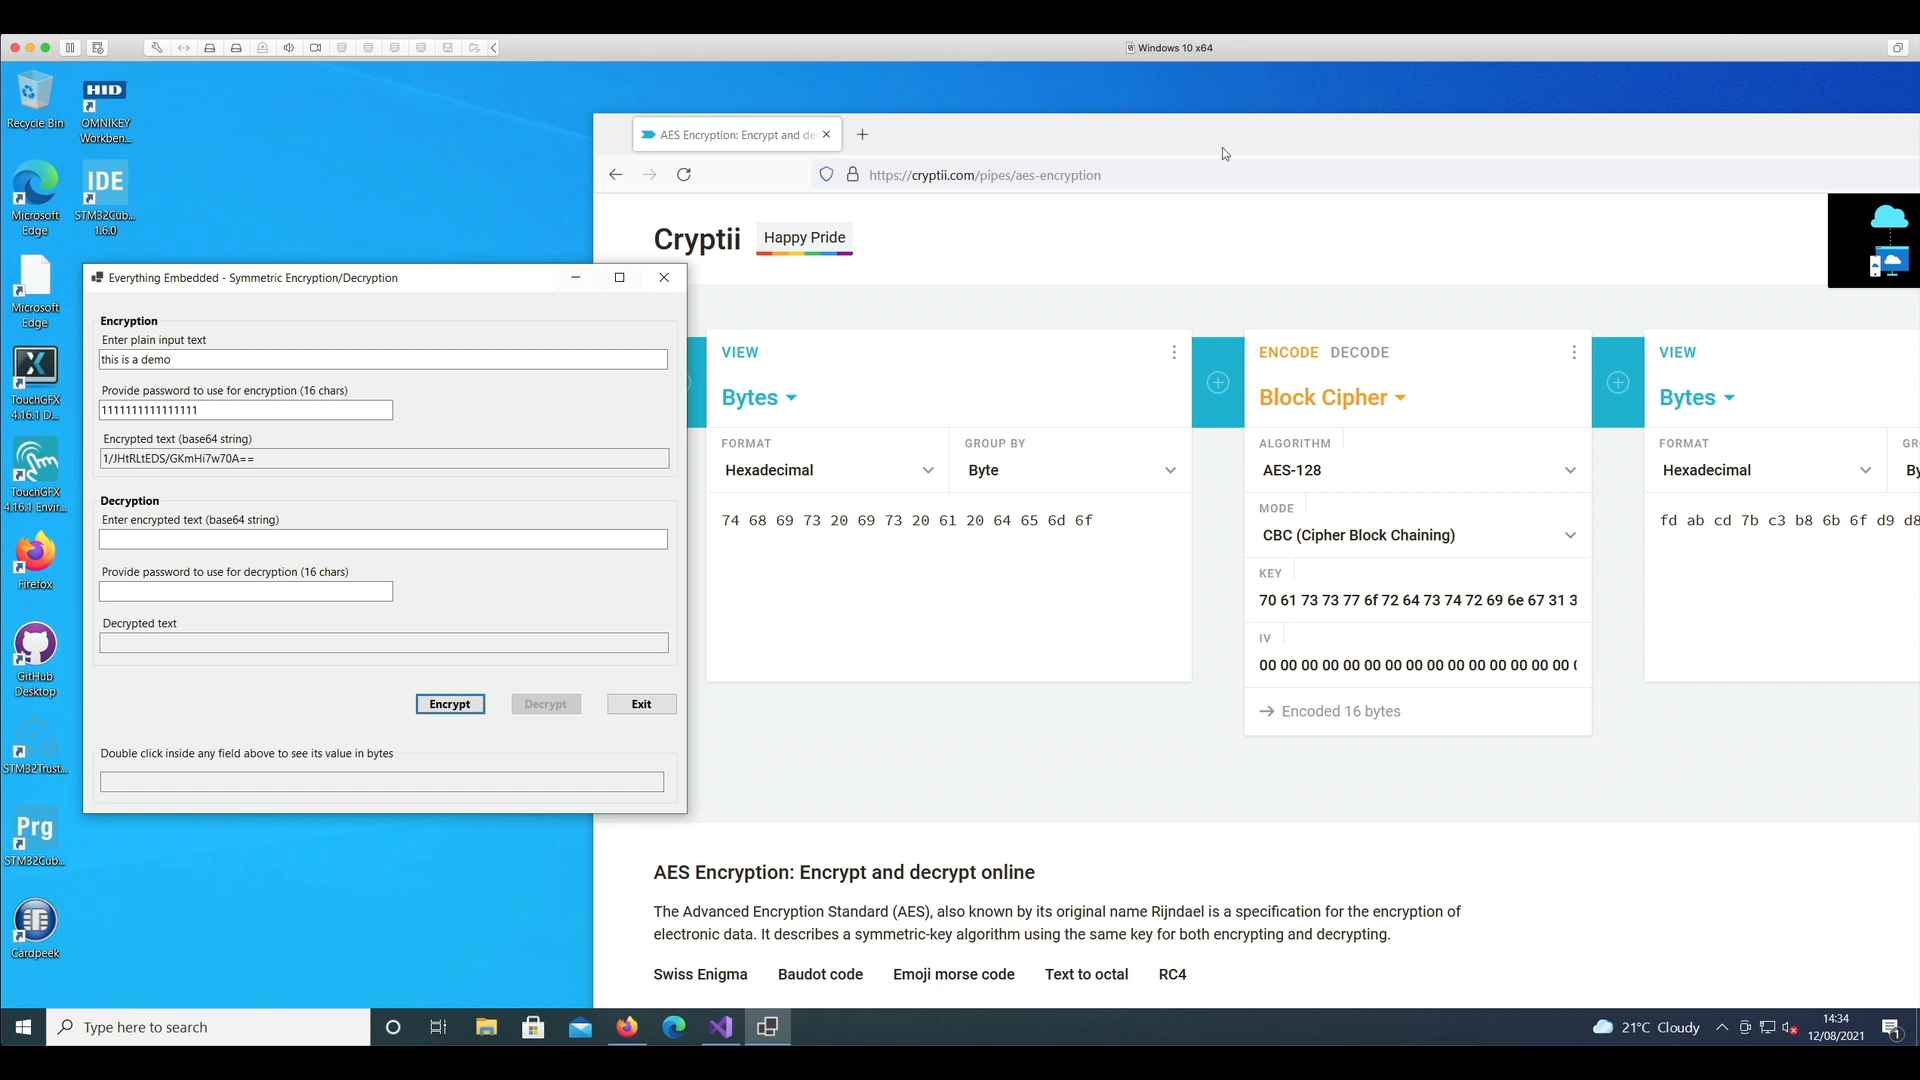 Windows 10 x64
Recycle Bin
HID
OMNIKEY
Workben...
Microsoft
Edge
IDE
STM32Cub...
1.6.0
Microsoft
Edge
TouchGFX
4.16.1 D...
TouchGFX
4.16.1 Envir...
Firefox
GitHub
Desktop
STM32Trust...
Prg
STM32Cub...
Cardpeek
Everything Embedded - Symmetric Encryption/Decryption
Encryption
Enter plain input text
this is a demo
Provide password to use for encryption (16 chars)
1111111111111111
Encrypted text (base64 string)
1/JHtRLtEDS/GKmHi7w70A==
Decryption
Enter encrypted text (base64 string)
Provide password to use for decryption (16 chars)
Decrypted text
Encrypt Decrypt Exit
Double click inside any field above to see its value in bytes
AES Encryption: Encrypt and de
https://cryptii.com/pipes/aes-encryption
Cryptii Happy Pride
VIEW
Bytes
FORMAT GROUP BY
Hexadecimal Byte
74 68 69 73 20 69 73 20 61 20 64 65 6d 6f
ENCODE DECODE
Block Cipher
ALGORITHM
AES-128
MODE
CBC (Cipher Block Chaining)
KEY
70 61 73 73 77 6f 72 64 73 74 72 69 6e 67 31 3
IV
00 00 00 00 00 00 00 00 00 00 00 00 00 00 00
Encoded 16 bytes
VIEW
Bytes
FORMAT GR
Hexadecimal By
fd ab cd 7b c3 b8 6b 6f d9 d8
AES Encryption: Encrypt and decrypt online
The Advanced Encryption Standard (AES), also known by its original name Rijndael is a specification for the encryption of
electronic data. It describes a symmetric-key algorithm using the same key for both encrypting and decrypting.
Swiss Enigma Baudot code Emoji morse code Text to octal RC4
Type here to search
21°C Cloudy
14:34
12/08/2021
1